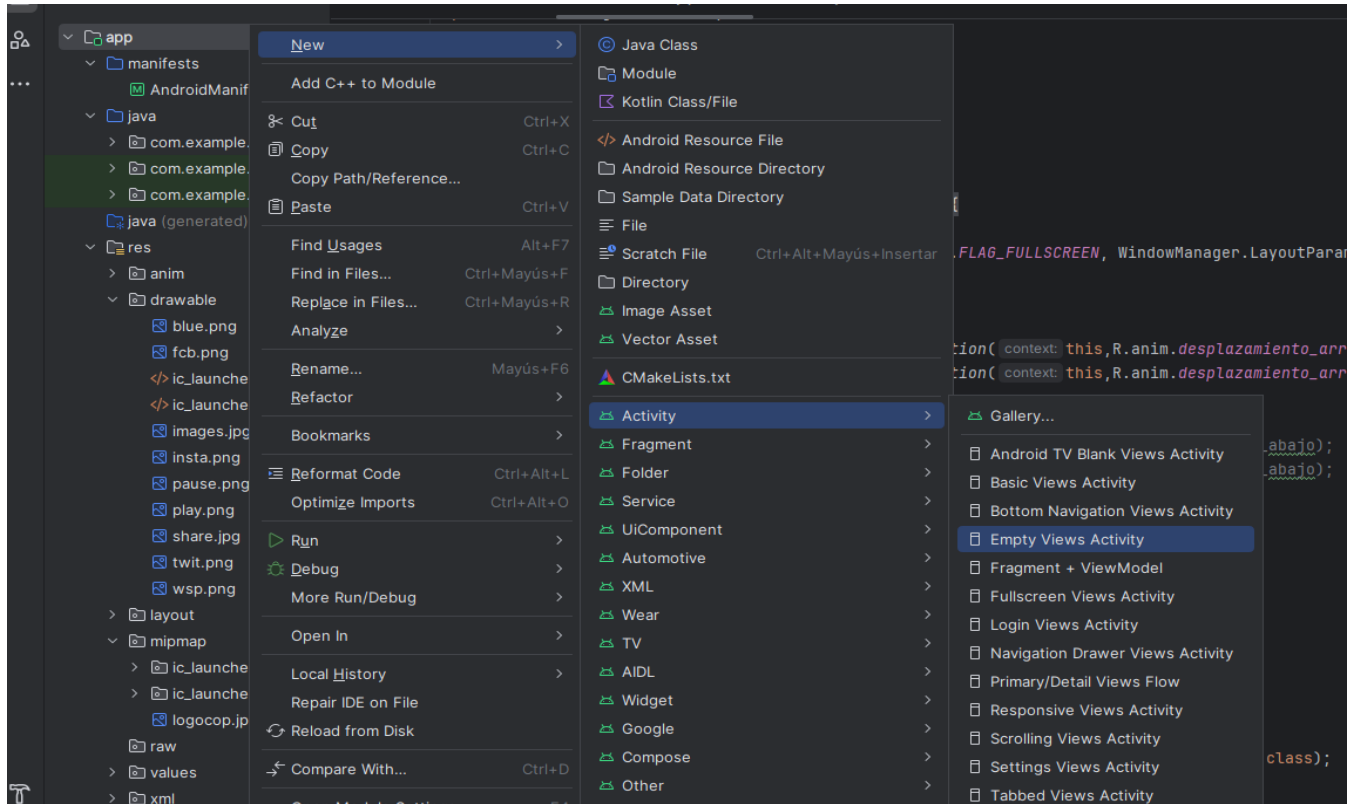 app
manifests
AndroidManif
java
com.example.
com.example.
com.example.
java (generated)
res
anim
drawable
blue.png
fcb.png
ic_launche
ic_launche
images.jpg
insta.png
pause.png
play.png
share.jpg
twit.png
wsp.png
layout
mipmap
ic_launche
ic_launche
logocop.jp
raw
values
xml
New
Add C++ to Module
Cut Ctrl+X
Copy Ctrl+C
Copy Path/Reference...
Paste Ctrl+V
Find Usages Alt+F7
Find in Files... Ctrl+Mayús+F
Replace in Files... Ctrl+Mayús+R
Analyze
Rename... Mayús+F6
Refactor
Bookmarks
Reformat Code Ctrl+Alt+L
Optimize Imports Ctrl+Alt+O
Run
Debug
More Run/Debug
Open In
Local History
Repair IDE on File
Reload from Disk
Compare With... Ctrl+D
Java Class
Module
Kotlin Class/File
Android Resource File
Android Resource Directory
Sample Data Directory
File
Scratch File Ctrl+Alt+Mayús+Insertar
Directory
Image Asset
Vector Asset
CMakeLists.txt
Activity
Fragment
Folder
Service
UiComponent
Automotive
XML
Wear
TV
AIDL
Widget
Google
Compose
Other
Gallery...
Android TV Blank Views Activity
Basic Views Activity
Bottom Navigation Views Activity
Empty Views Activity
Fragment + ViewModel
Fullscreen Views Activity
Login Views Activity
Navigation Drawer Views Activity
Primary/Detail Views Flow
Responsive Views Activity
Scrolling Views Activity
Settings Views Activity
Tabbed Views Activity
{
.FLAG_FULLSCREEN, WindowManager.LayoutParam
tion( context: this,R.anim.desplazamiento_arr
tion( context: this,R.anim.desplazamiento_arr
_abajo);
_abajo);
class);